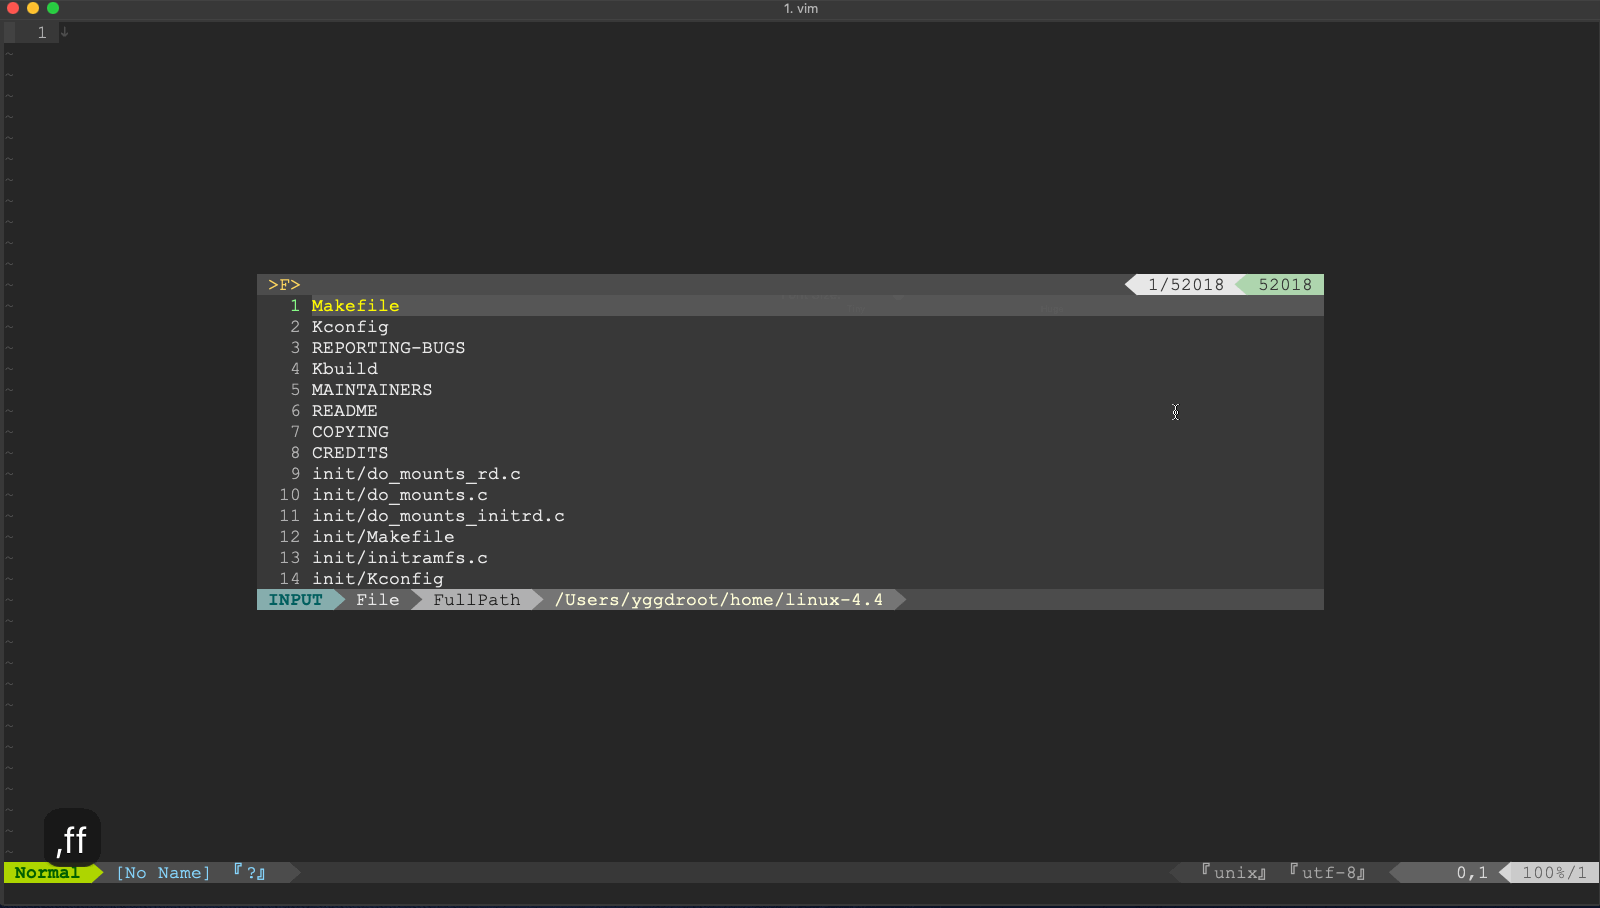 1. vim
1
>F> 1/52018 52018
1 Makefile
2 Kconfig
3 REPORTING-BUGS
4 Kbuild
5 MAINTAINERS
6 README
7 COPYING
8 CREDITS
9 init/do_mounts_rd.c
10 init/do_mounts.c
11 init/do_mounts_initrd.c
12 init/Makefile
13 init/initramfs.c
14 init/Kconfig
INPUT File FullPath /Users/yggdroot/home/linux-4.4
,ff
Normal [No Name] 『?』 『unix』 『utf-8』 0,1 100%/1